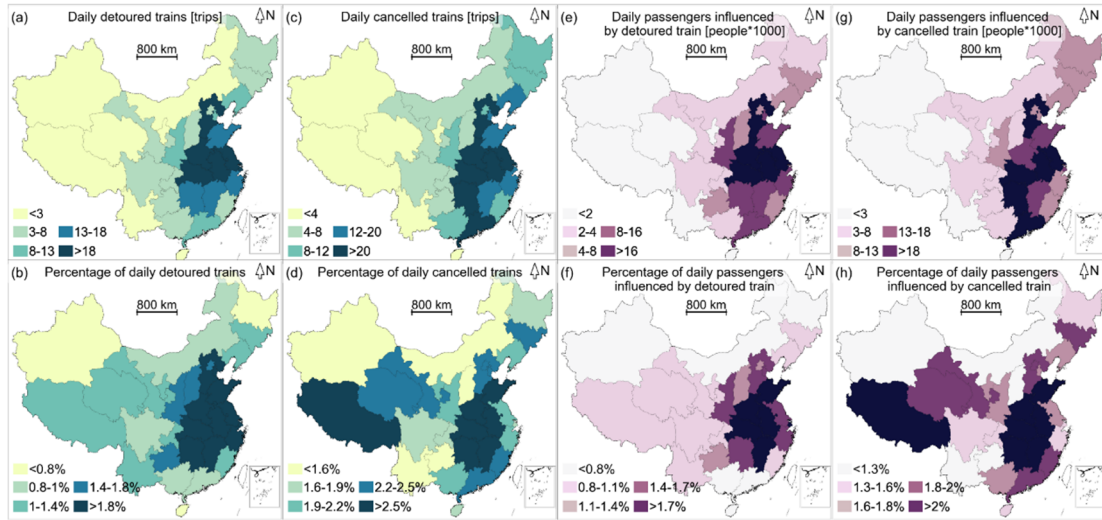 (a) Daily detoured trains [trips] N
800 km
<3
3-8 13-18
8-13 >18
(c) Daily cancelled trains [trips] N
800 km
<4
4-8 12-20
8-12 >20
(e) Daily passengers influenced N
by detoured train [people*1000]
800 km
<2
2-4 8-16
4-8 >16
(g) Daily passengers influenced N
by cancelled train [people*1000]
800 km
<3
3-8 13-18
8-13 >18
(b) Percentage of daily detoured trains N
800 km
<0.8%
0.8-1% 1.4-1.8%
1-1.4% >1.8%
(d) Percentage of daily cancelled trains N
800 km
<1.6%
1.6-1.9% 2.2-2.5%
1.9-2.2% >2.5%
(f) Percentage of daily passengers N
influenced by detoured train
800 km
<0.8%
0.8-1.1% 1.4-1.7%
1.1-1.4% >1.7%
(h) Percentage of daily passengers N
influenced by cancelled train
800 km
<1.3%
1.3-1.6% 1.8-2%
1.6-1.8% >2%